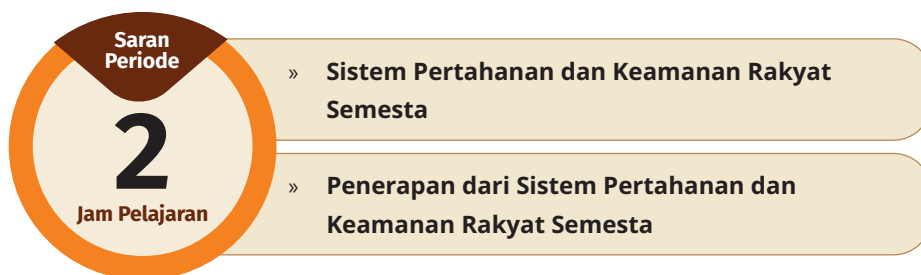 Saran
Periode
2
Jam Pelajaran
» Sistem Pertahanan dan Keamanan Rakyat
Semesta
» Penerapan dari Sistem Pertahanan dan
Keamanan Rakyat Semesta